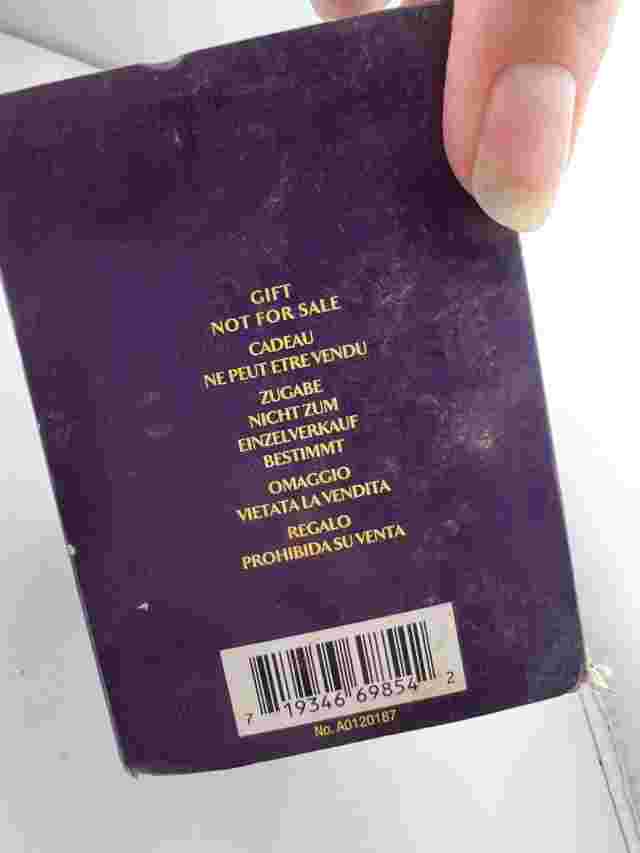 GIFT
NOT FOR SALE
CADEAU
NE PEUT ETRE VENDU
ZUGABE
NICHT ZUM
EINZELVERKAUF
BESTIMMT
OMAGGIO
VIETATA LA VENDITA
REGALO
PROHIBIDA SU VENTA
7 19346 69854 2
No. A0120187